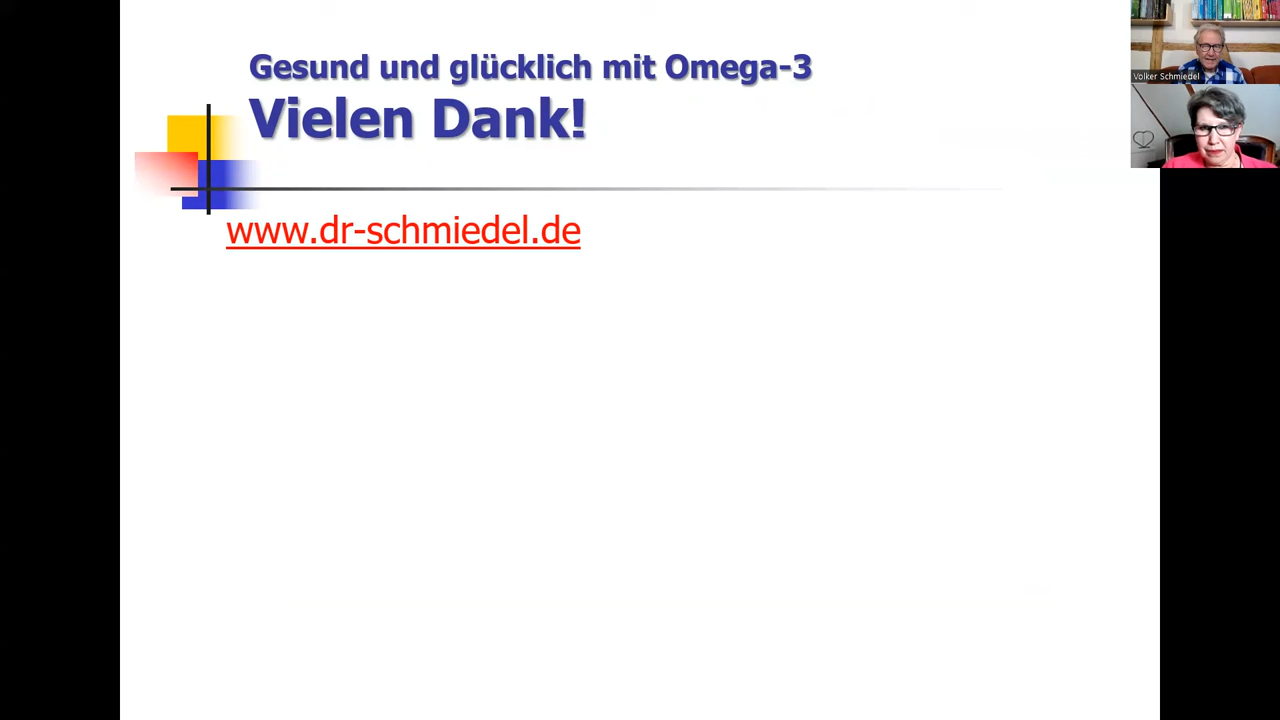 Gesund und glücklich mit Omega-3
Vielen Dank!
www.dr-schmiedel.de
Volker Schmiedel